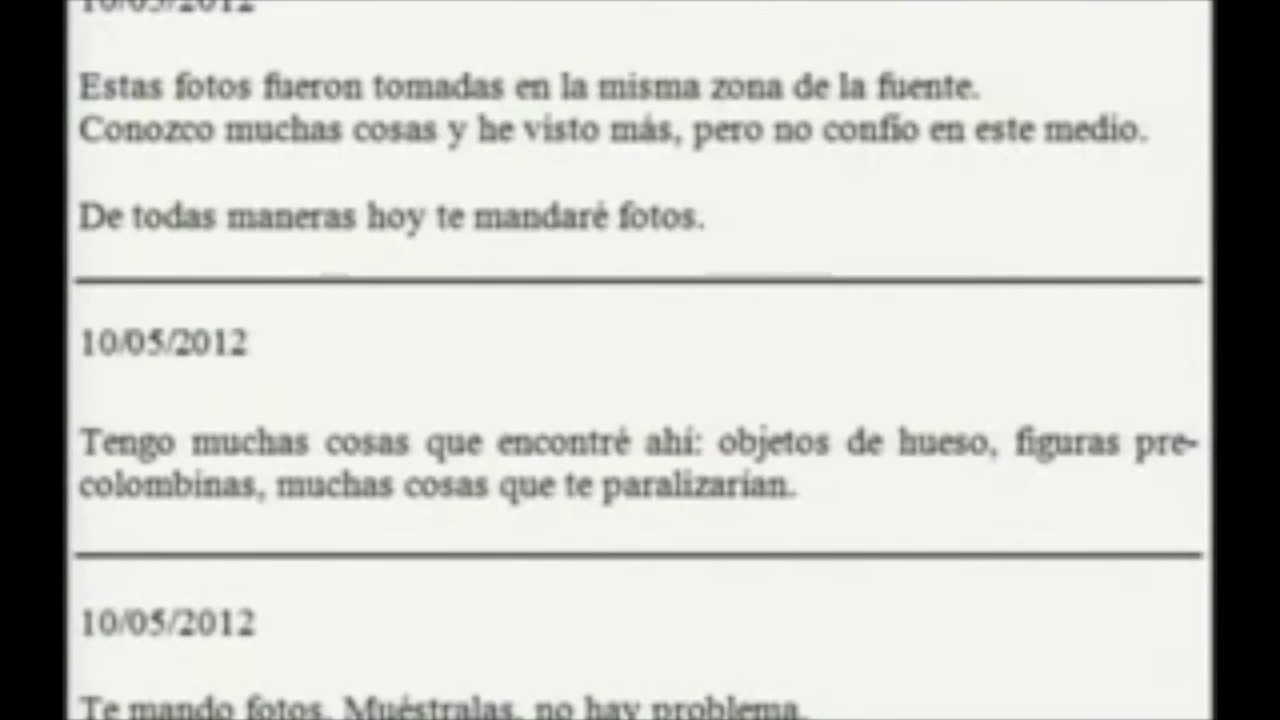 10/05/2012
Estas fotos fueron tomadas en la misma zona de la fuente.
Conozco muchas cosas y he visto más, pero no confío en este medio.
De todas maneras hoy te mandaré fotos.
10/05/2012
Tengo muchas cosas que encontré ahí: objetos de hueso, figuras pre-
colombinas, muchas cosas que te paralizarían.
10/05/2012
Te mando fotos. Muéstralas, no hay problema.